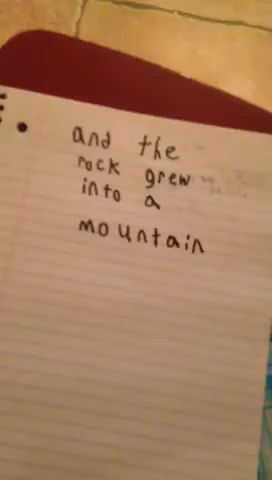 and the
rock grew
into a
mountain